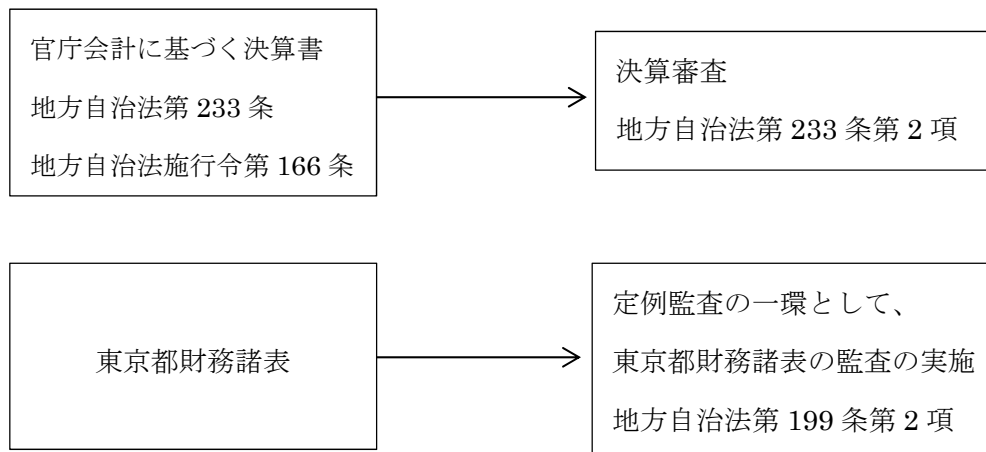 官庁会計に基づく決算書
地方自治法第 233 条
地方自治法施行令第 166 条
決算審査
地方自治法第 233 条第 2 項
東京都財務諸表
定例監査の一環として、
東京都財務諸表の監査の実施
地方自治法第 199 条第 2 項